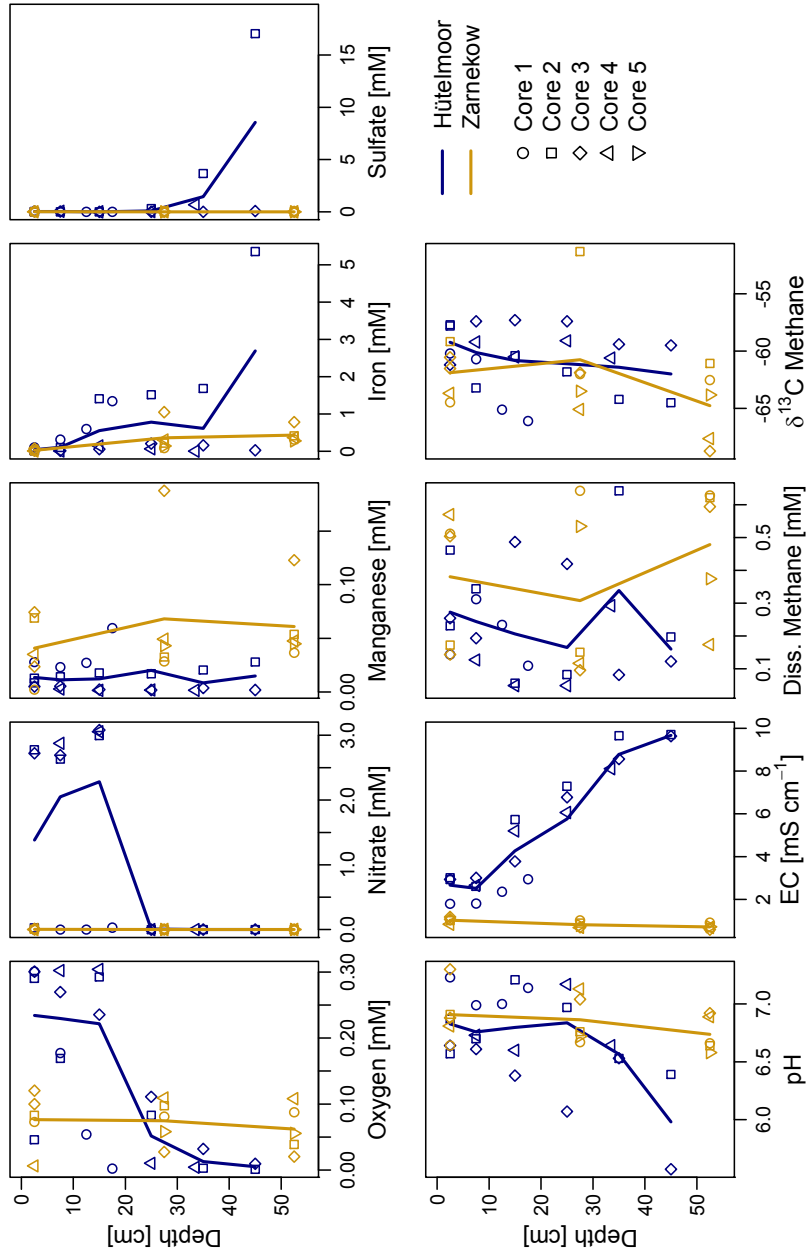 Depth [cm]
0
10
20
30
40
50
0.00
0.10
0.20
0.30
Oxygen [mM]
0.0
1.0
2.0
3.0
Nitrate [mM]
0.00
0.10
Manganese [mM]
0
1
2
3
4
5
Iron [mM]
0
5
10
15
Sulfate [mM]
Depth [cm]
0
10
20
30
40
50
6.0
6.5
7.0
pH
2
4
6
8
10
EC [mS cm⁻¹]
0.1
0.3
0.5
Diss. Methane [mM]
-65
-60
-55
δ¹³C Methane
Hütelmoor
Zarnekow
Core 1
Core 2
Core 3
Core 4
Core 5